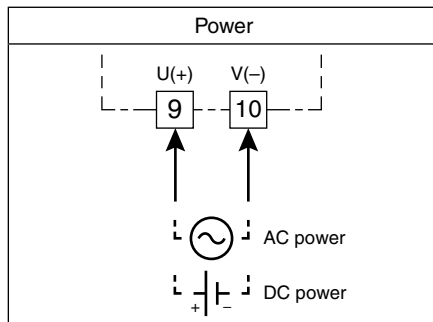 Power
U(+) V(–)
9 10
AC power
DC power
+ –